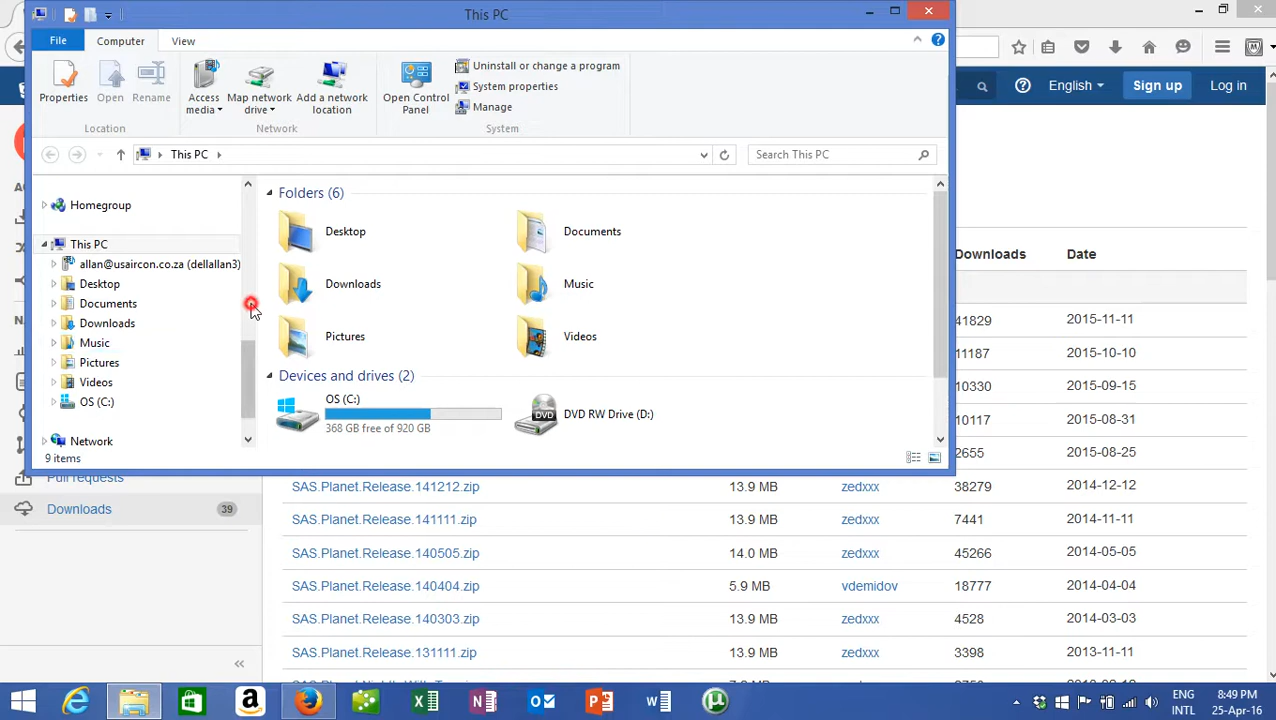 This PC
File Computer View
Properties Open Rename Access media Map network drive Add a network location Open Control Panel
Uninstall or change a program
System properties
Manage
Location Network System
This PC
Search This PC
English Sign up Log in
Homegroup
This PC
allan@usaircon.co.za (dellallan3)
Desktop
Documents
Downloads
Music
Pictures
Videos
OS (C:)
Network
9 items
Folders (6)
Desktop Documents
Downloads Music
Pictures Videos
Devices and drives (2)
OS (C:)
368 GB free of 920 GB
DVD
DVD RW Drive (D:)
Downloads Date
41829 2015-11-11
11187 2015-10-10
10330 2015-09-15
10117 2015-08-31
2655 2015-08-25
Pull requests
Downloads 39
SAS.Planet.Release.141212.zip 13.9 MB zedxxx 38279 2014-12-12
SAS.Planet.Release.141111.zip 13.9 MB zedxxx 7441 2014-11-11
SAS.Planet.Release.140505.zip 14.0 MB zedxxx 45266 2014-05-05
SAS.Planet.Release.140404.zip 5.9 MB vdemidov 18777 2014-04-04
SAS.Planet.Release.140303.zip 13.9 MB zedxxx 4528 2014-03-03
SAS.Planet.Release.131111.zip 13.9 MB zedxxx 3398 2013-11-11
ENG
INTL
8:49 PM
25-Apr-16